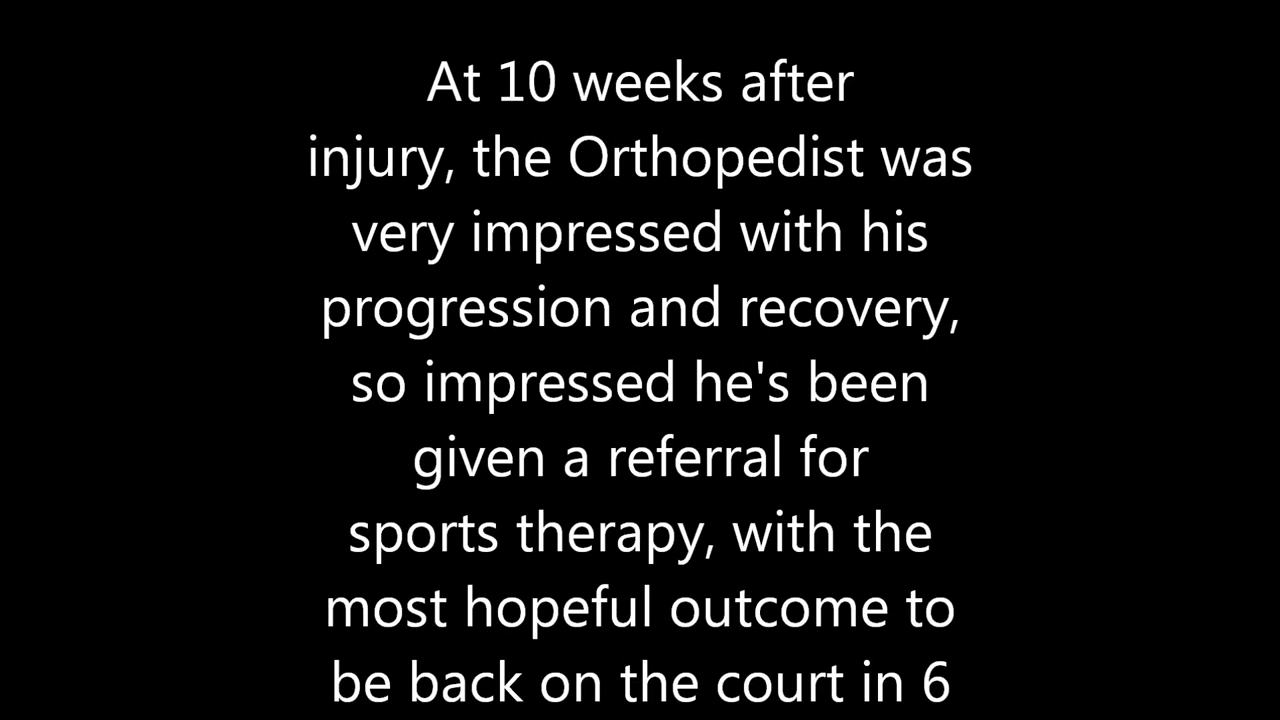 At 10 weeks after
injury, the Orthopedist was
very impressed with his
progression and recovery,
so impressed he's been
given a referral for
sports therapy, with the
most hopeful outcome to
be back on the court in 6